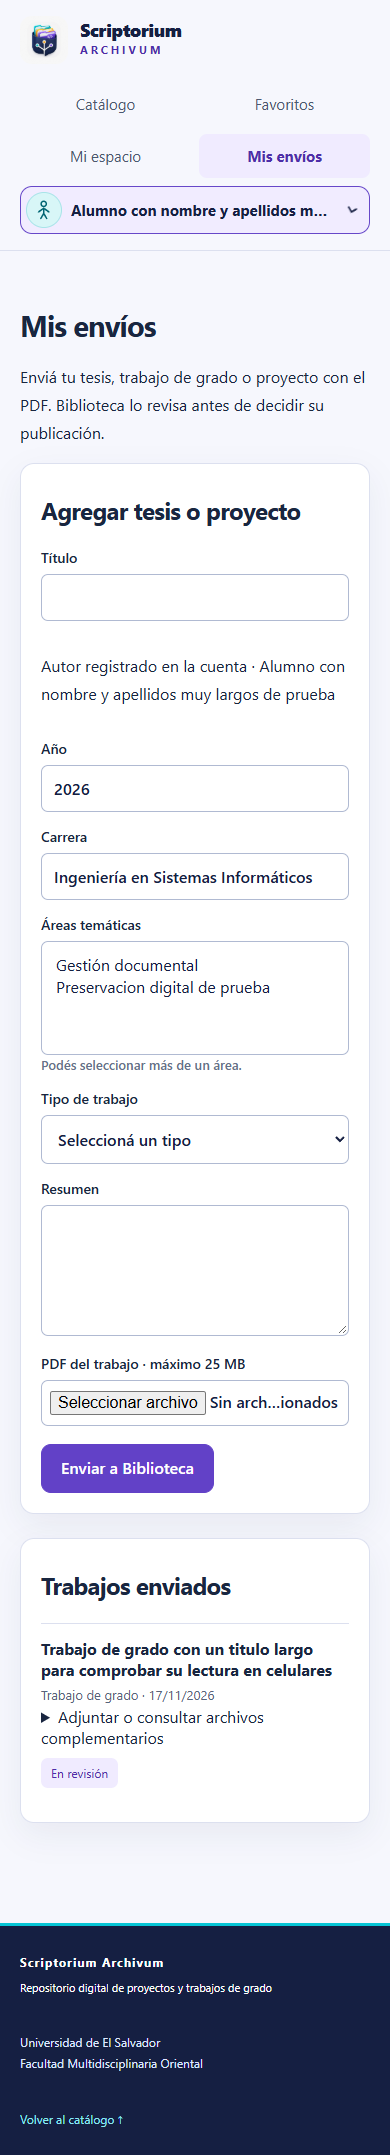 Scriptorium
ARCHIVUM
Catálogo
Favoritos
Mi espacio
Mis envíos
Alumno con nombre y apellidos m...
Mis envíos
Enviá tu tesis, trabajo de grado o proyecto con el
PDF. Biblioteca lo revisa antes de decidir su
publicación.
Agregar tesis o proyecto
Título
Autor registrado en la cuenta · Alumno con
nombre y apellidos muy largos de prueba
Año
2026
Carrera
Ingeniería en Sistemas Informáticos
Áreas temáticas
Gestión documental
Preservacion digital de prueba
Podés seleccionar más de un área.
Tipo de trabajo
Seleccioná un tipo
Resumen
PDF del trabajo · máximo 25 MB
Seleccionar archivo Sin arch...ionados
Enviar a Biblioteca
Trabajos enviados
Trabajo de grado con un titulo largo
para comprobar su lectura en celulares
Trabajo de grado · 17/11/2026
▶ Adjuntar o consultar archivos
complementarios
En revisión
Scriptorium Archivum
Repositorio digital de proyectos y trabajos de grado
Universidad de El Salvador
Facultad Multidisciplinaria Oriental
Volver al catálogo ↑